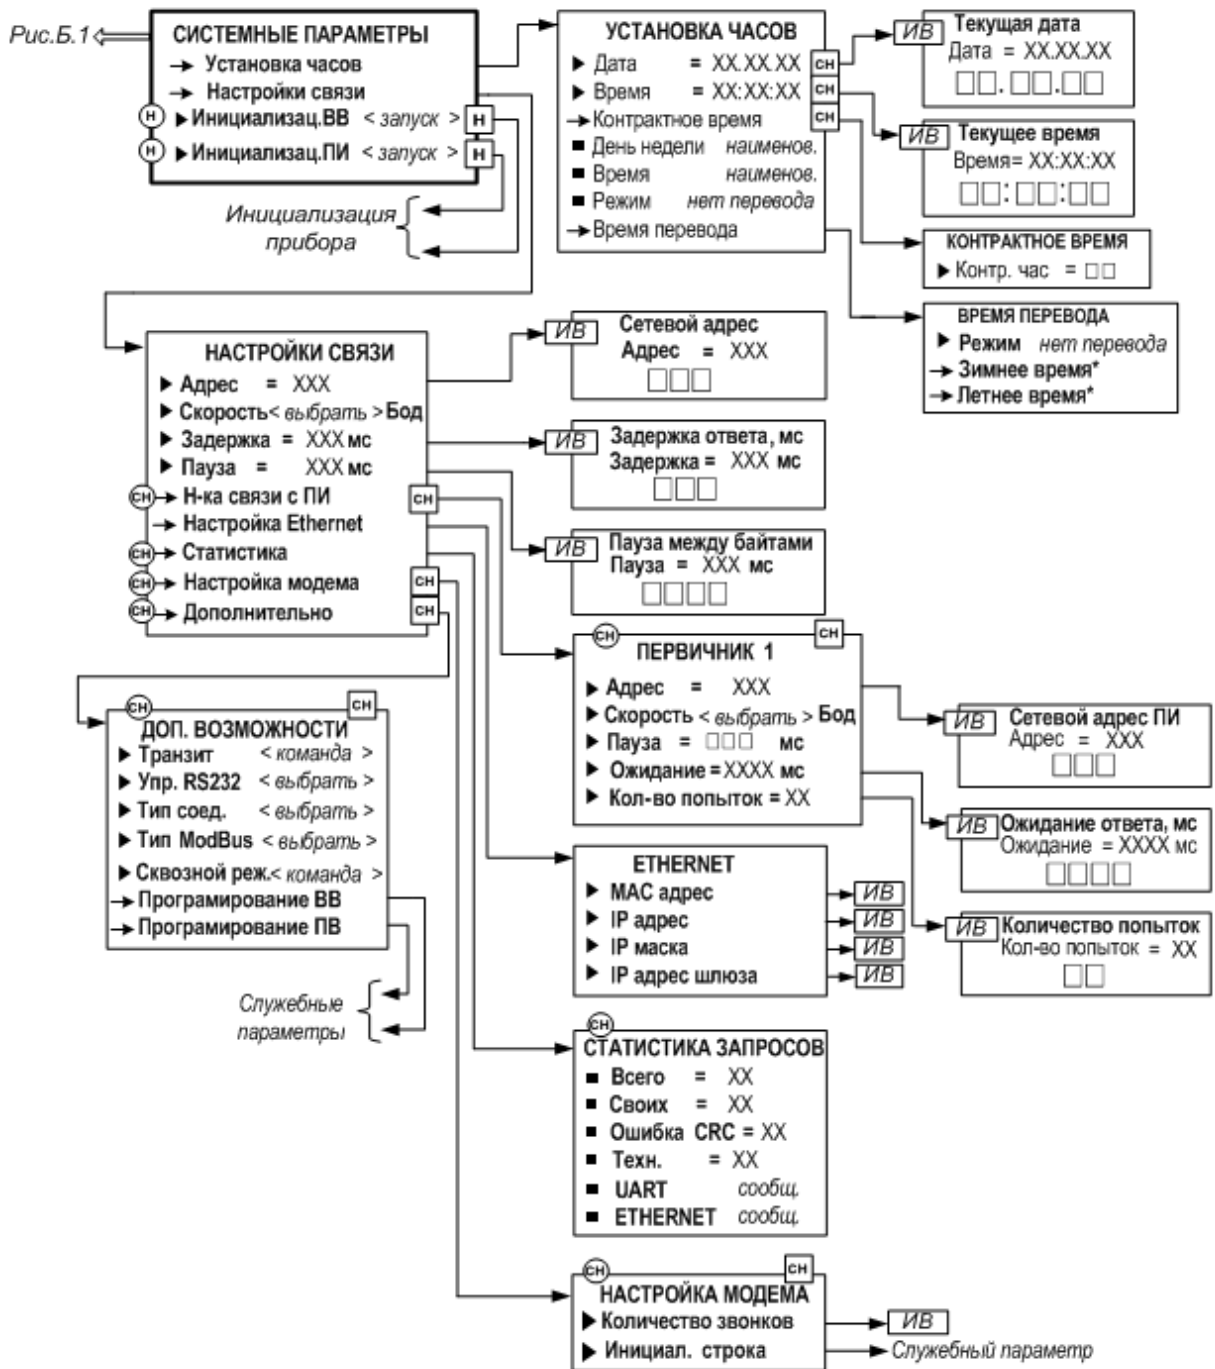 Рис.Б.1
СИСТЕМНЫЕ ПАРАМЕТРЫ
Установка часов
Настройки связи
Н Инициализац.ВВ < запуск > Н
Н Инициализац.ПИ < запуск > Н
Инициализация
прибора
УСТАНОВКА ЧАСОВ
Дата = XX.XX.XX СН
Время = XX:XX:XX СН
Контрактное время СН
День недели наименов.
Время наименов.
Режим нет перевода
Время перевода
ИВ Текущая дата
Дата = XX.XX.XX
ИВ Текущее время
Время= XX:XX:XX
КОНТРАКТНОЕ ВРЕМЯ
Контр. час =
ВРЕМЯ ПЕРЕВОДА
Режим нет перевода
Зимнее время*
Летнее время*
НАСТРОЙКИ СВЯЗИ
Адрес = XXX
Скорость< выбрать > Бод
Задержка = XXX мс
Пауза = XXX мс
СН Н-ка связи с ПИ СН
Настройка Ethernet
СН Статистика
СН Настройка модема СН
СН Дополнительно СН
ИВ Сетевой адрес
Адрес = XXX
ИВ Задержка ответа, мс
Задержка = XXX мс
ИВ Пауза между байтами
Пауза = XXX мс
СН СН
ПЕРВИЧНИК 1
Адрес = XXX
Скорость < выбрать > Бод
Пауза = мс
Ожидание = XXXX мс
Кол-во попыток = XX
ИВ Сетевой адрес ПИ
Адрес = XXX
ИВ Ожидание ответа, мс
Ожидание = XXXX мс
ИВ Количество попыток
Кол-во попыток = XX
СН СН
ДОП. ВОЗМОЖНОСТИ
Транзит < команда >
Упр. RS232 < выбрать >
Тип соед. < выбрать >
Тип ModBus < выбрать >
Сквозной реж.< команда >
Програмирование ВВ
Програмирование ПВ
Служебные
параметры
ETHERNET
MAC адрес ИВ
IP адрес ИВ
IP маска ИВ
IP адрес шлюза ИВ
СН
СТАТИСТИКА ЗАПРОСОВ
Всего = XX
Своих = XX
Ошибка CRC = XX
Техн. = XX
UART сообщ.
ETHERNET сообщ.
СН СН
НАСТРОЙКА МОДЕМА
Количество звонков ИВ
Инициал. строка Служебный параметр